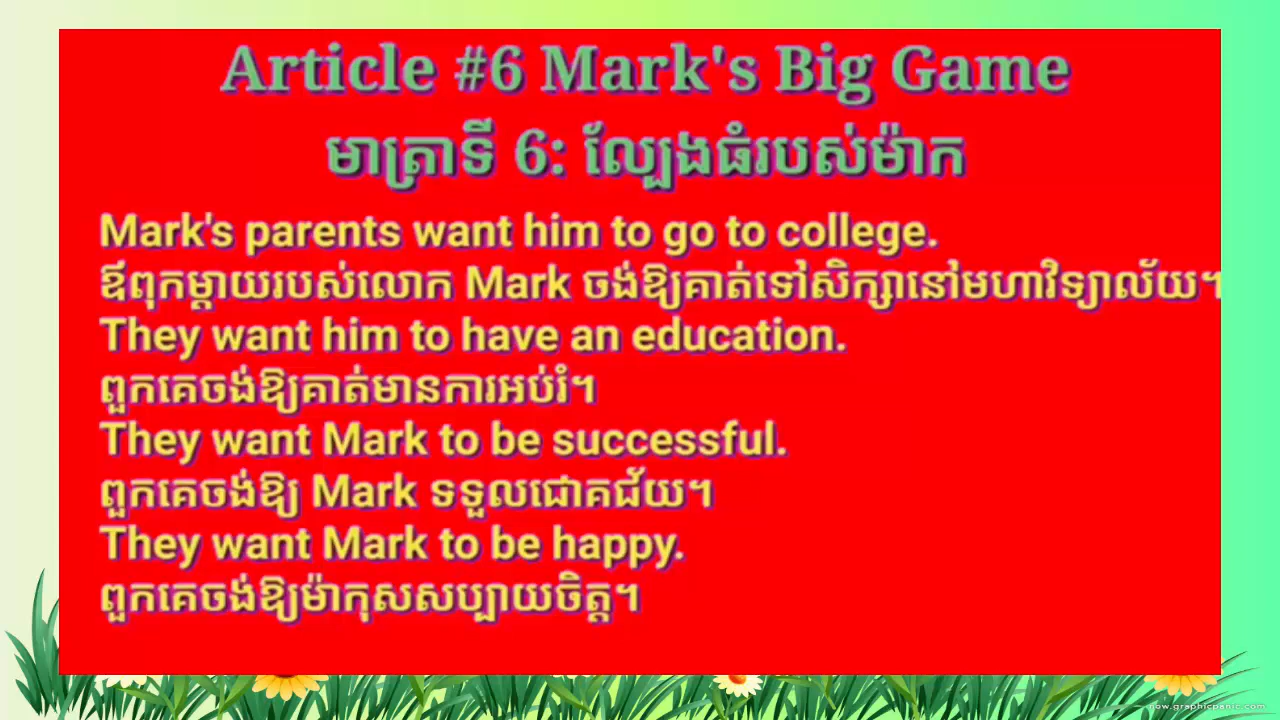 Article #6 Mark's Big Game
មាត្រាទី 6: ល្បែងធំរបស់ម៉ាក
Mark's parents want him to go to college.
ឪពុកម្តាយរបស់លោក Mark ចង់ឱ្យគាត់ទៅសិក្សានៅមហាវិទ្យាល័យ។
They want him to have an education.
ពួកគេចង់ឱ្យគាត់មានការអប់រំ។
They want Mark to be successful.
ពួកគេចង់ឱ្យ Mark ទទួលជោគជ័យ។
They want Mark to be happy.
ពួកគេចង់ឱ្យម៉ាកុសសប្បាយចិត្ត។
now.graphicpanic.com